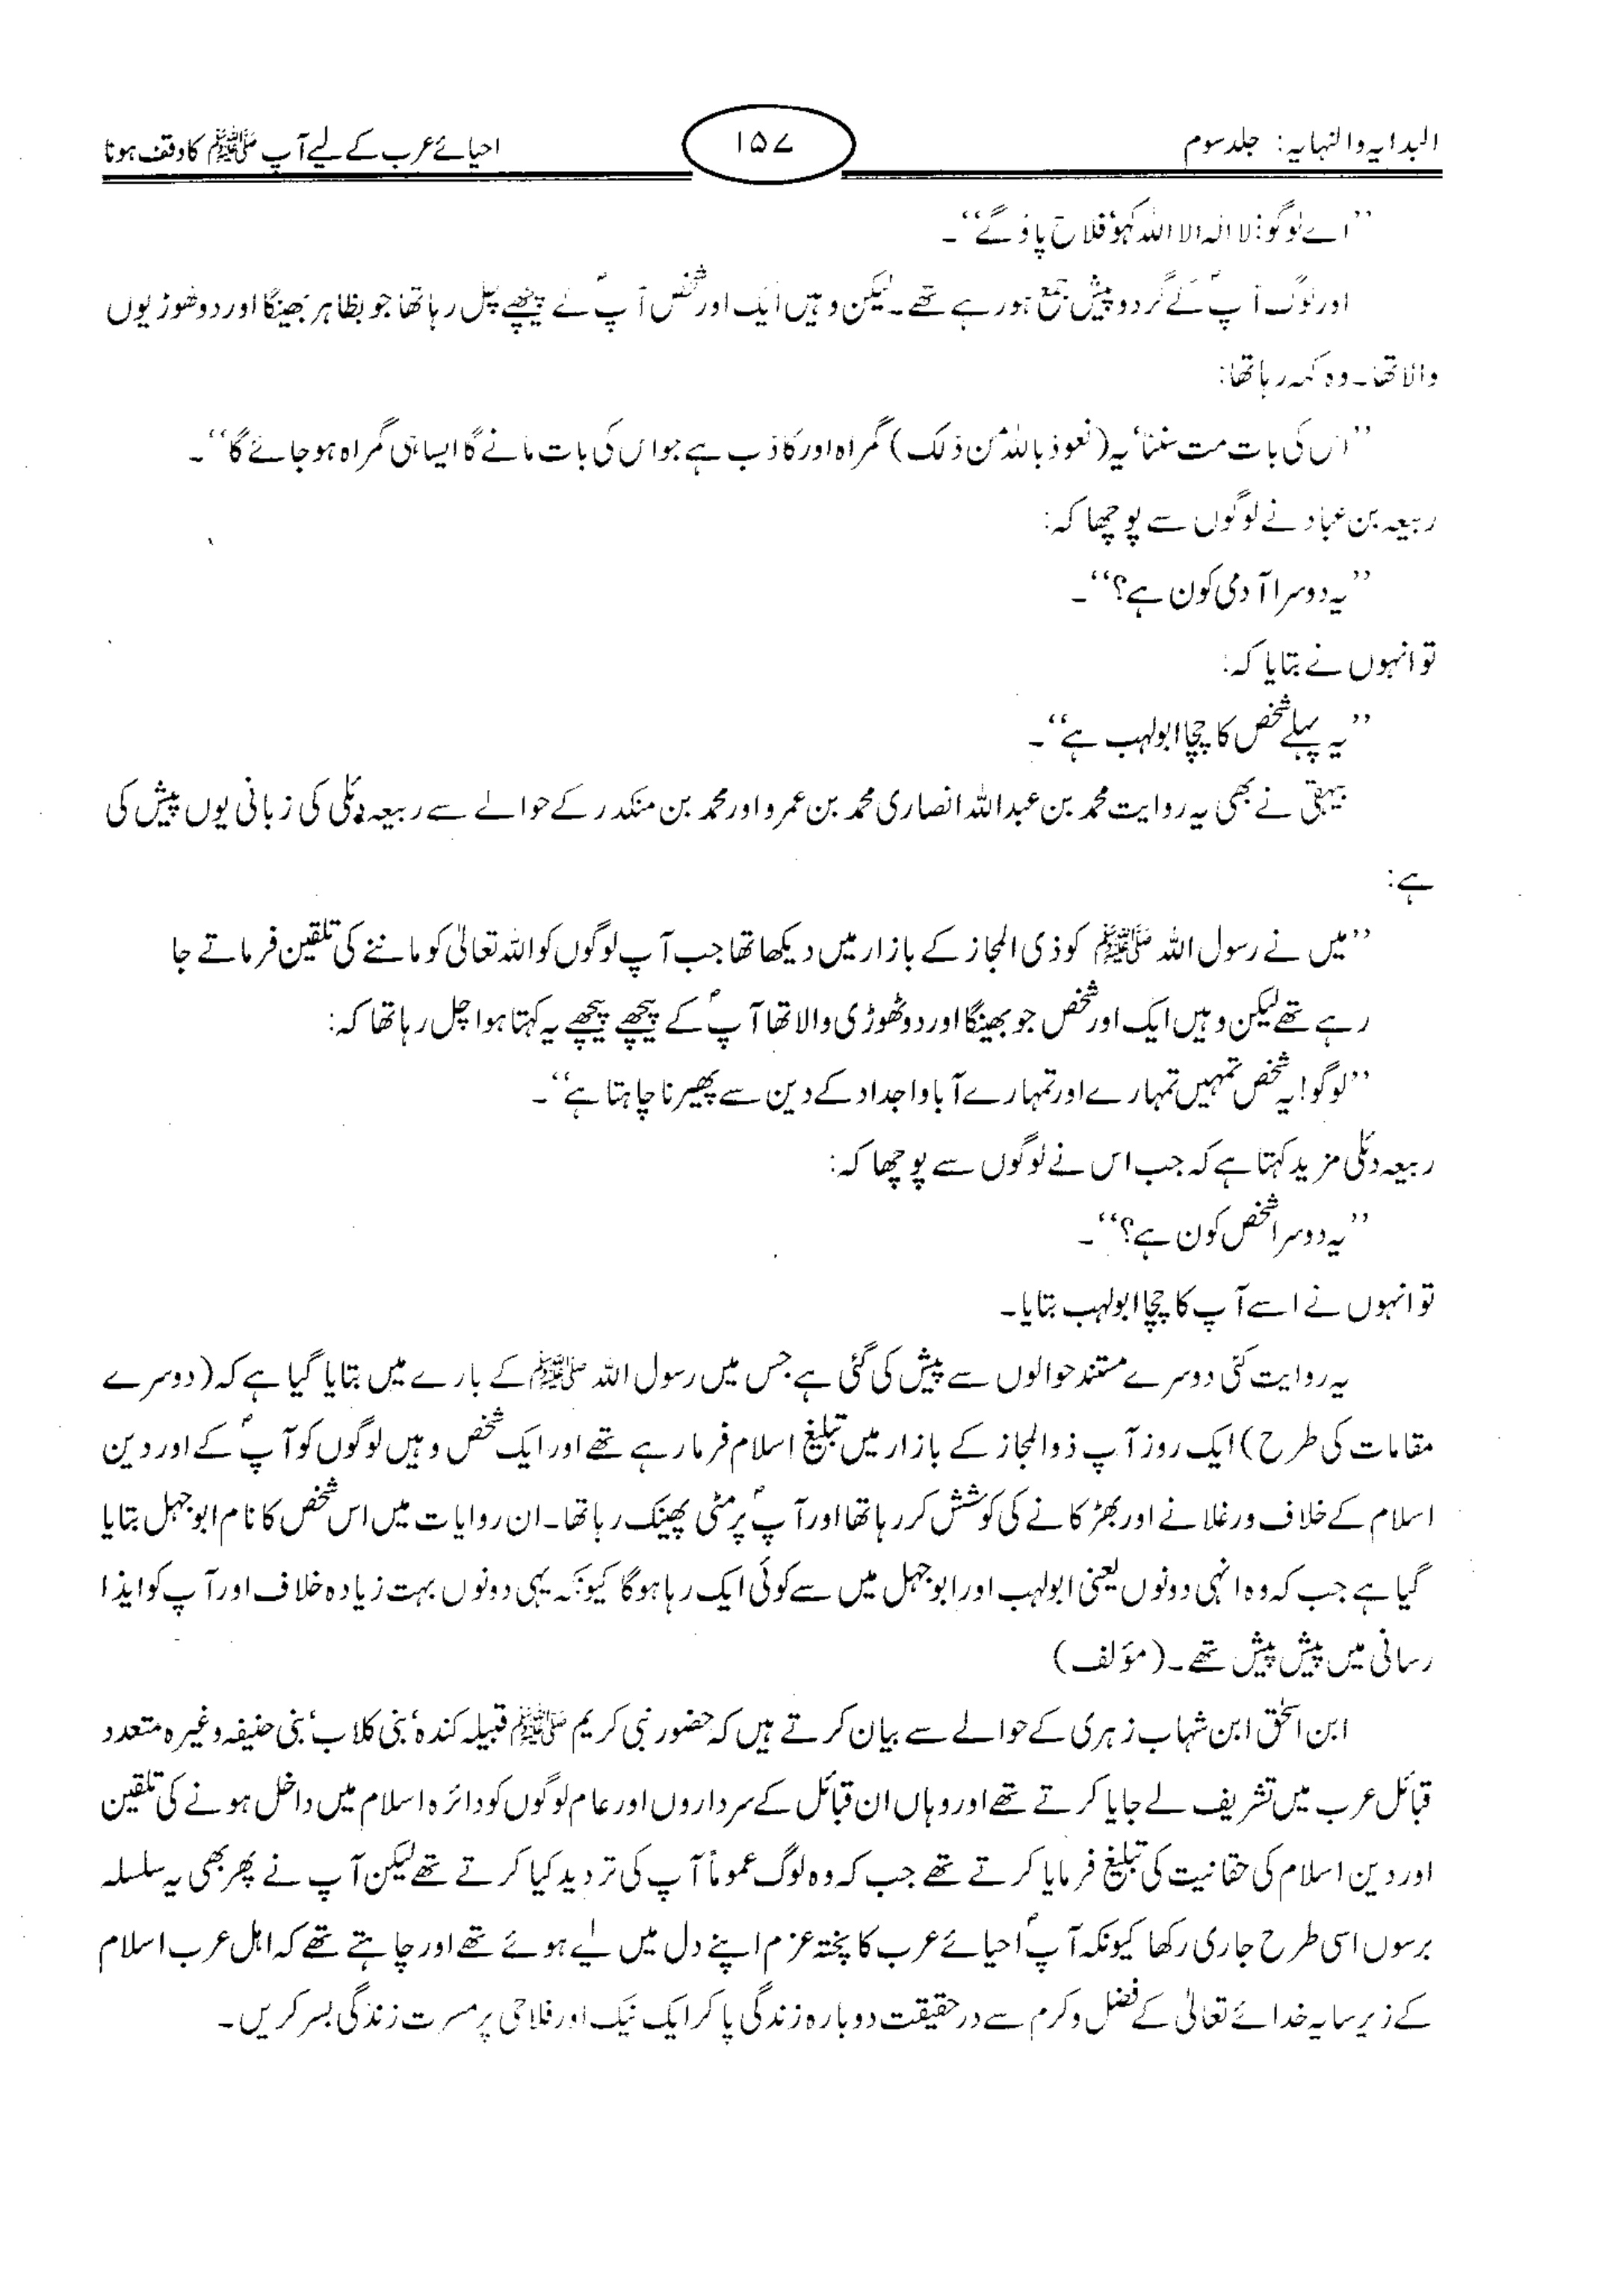 البدایہ والنہایہ: جلد سوم
۱۵۷
احیائے عرب کے لیے آپ ﷺ کا وقف ہونا
’’اے لوگو! لا الہ الا اللہ کہو‘ فلاح پاؤ گے‘‘۔
اور لوگ آپؐ کے گرد و پیش جمع ہو رہے تھے۔ لیکن وہیں ایک اور شخص آپؐ کے پیچھے چل رہا تھا جو بظاہر بھینگا اور دو ٹھوڑیوں
والا تھا۔ وہ کہہ رہا تھا:
’’اس کی بات مت سننا‘ یہ (نعوذ باللہ من ذلک) گمراہ اور کاذب ہے جو اس کی بات مانے گا ایسا ہی گمراہ ہو جائے گا‘‘۔
ربیعہ بن عباد نے لوگوں سے پوچھا کہ:
’’یہ دوسرا آدمی کون ہے؟‘‘۔
تو انہوں نے بتایا کہ:
’’یہ پہلے شخص کا چچا ابولہب ہے‘‘۔
بیہقی نے بھی یہ روایت محمد بن عبداللہ انصاری محمد بن عمرو اور محمد بن منکدر کے حوالے سے ربیعہ دئلی کی زبانی یوں پیش کی
ہے:
’’میں نے رسول اللہ ﷺ کو ذی المجاز کے بازار میں دیکھا تھا جب آپ لوگوں کو اللہ تعالیٰ کو ماننے کی تلقین فرماتے جا
رہے تھے لیکن وہیں ایک اور شخص جو بھینگا اور دو ٹھوڑی والا تھا آپؐ کے پیچھے پیچھے یہ کہتا ہوا چل رہا تھا کہ:
’’لوگو! یہ شخص تمہیں تمہارے اور تمہارے آباو اجداد کے دین سے پھیرنا چاہتا ہے‘‘۔
ربیعہ دئلی مزید کہتا ہے کہ جب اس نے لوگوں سے پوچھا کہ:
’’یہ دوسرا شخص کون ہے؟‘‘۔
تو انہوں نے اسے آپ کا چچا ابولہب بتایا۔
یہ روایت کئی دوسرے مستند حوالوں سے پیش کی گئی ہے جس میں رسول اللہ ﷺ کے بارے میں بتایا گیا ہے کہ (دوسرے
مقامات کی طرح) ایک روز آپ ذوالمجاز کے بازار میں تبلیغ اسلام فرما رہے تھے اور ایک شخص وہیں لوگوں کو آپؐ کے اور دین
اسلام کے خلاف ورغلانے اور بھڑکانے کی کوشش کر رہا تھا اور آپؐ پر مٹی پھینک رہا تھا۔ ان روایات میں اس شخص کا نام ابوجہل بتایا
گیا ہے جب کہ وہ انہی دونوں یعنی ابولہب اور ابوجہل میں سے کوئی ایک رہا ہوگا کیونکہ یہی دونوں بہت زیادہ خلاف اور آپ کو ایذا
رسانی میں پیش پیش تھے۔ (مؤلف)
ابن اسحٰق ابن شہاب زہری کے حوالے سے بیان کرتے ہیں کہ حضور نبی کریم ﷺ قبیلہ کندہ‘ بنی کلاب‘ بنی حنیفہ وغیرہ متعدد
قبائل عرب میں تشریف لے جایا کرتے تھے اور وہاں ان قبائل کے سرداروں اور عام لوگوں کو دائرہ اسلام میں داخل ہونے کی تلقین
اور دین اسلام کی حقانیت کی تبلیغ فرمایا کرتے تھے جب کہ وہ لوگ عموماً آپ کی تردید کیا کرتے تھے لیکن آپ نے پھر بھی یہ سلسلہ
برسوں اسی طرح جاری رکھا کیونکہ آپؐ احیائے عرب کا پختہ عزم اپنے دل میں لیے ہوئے تھے اور چاہتے تھے کہ اہل عرب اسلام
کے زیر سایہ خدائے تعالیٰ کے فضل و کرم سے درحقیقت دوبارہ زندگی پا کر ایک نیک اور فلاحی پر مسرت زندگی بسر کریں۔